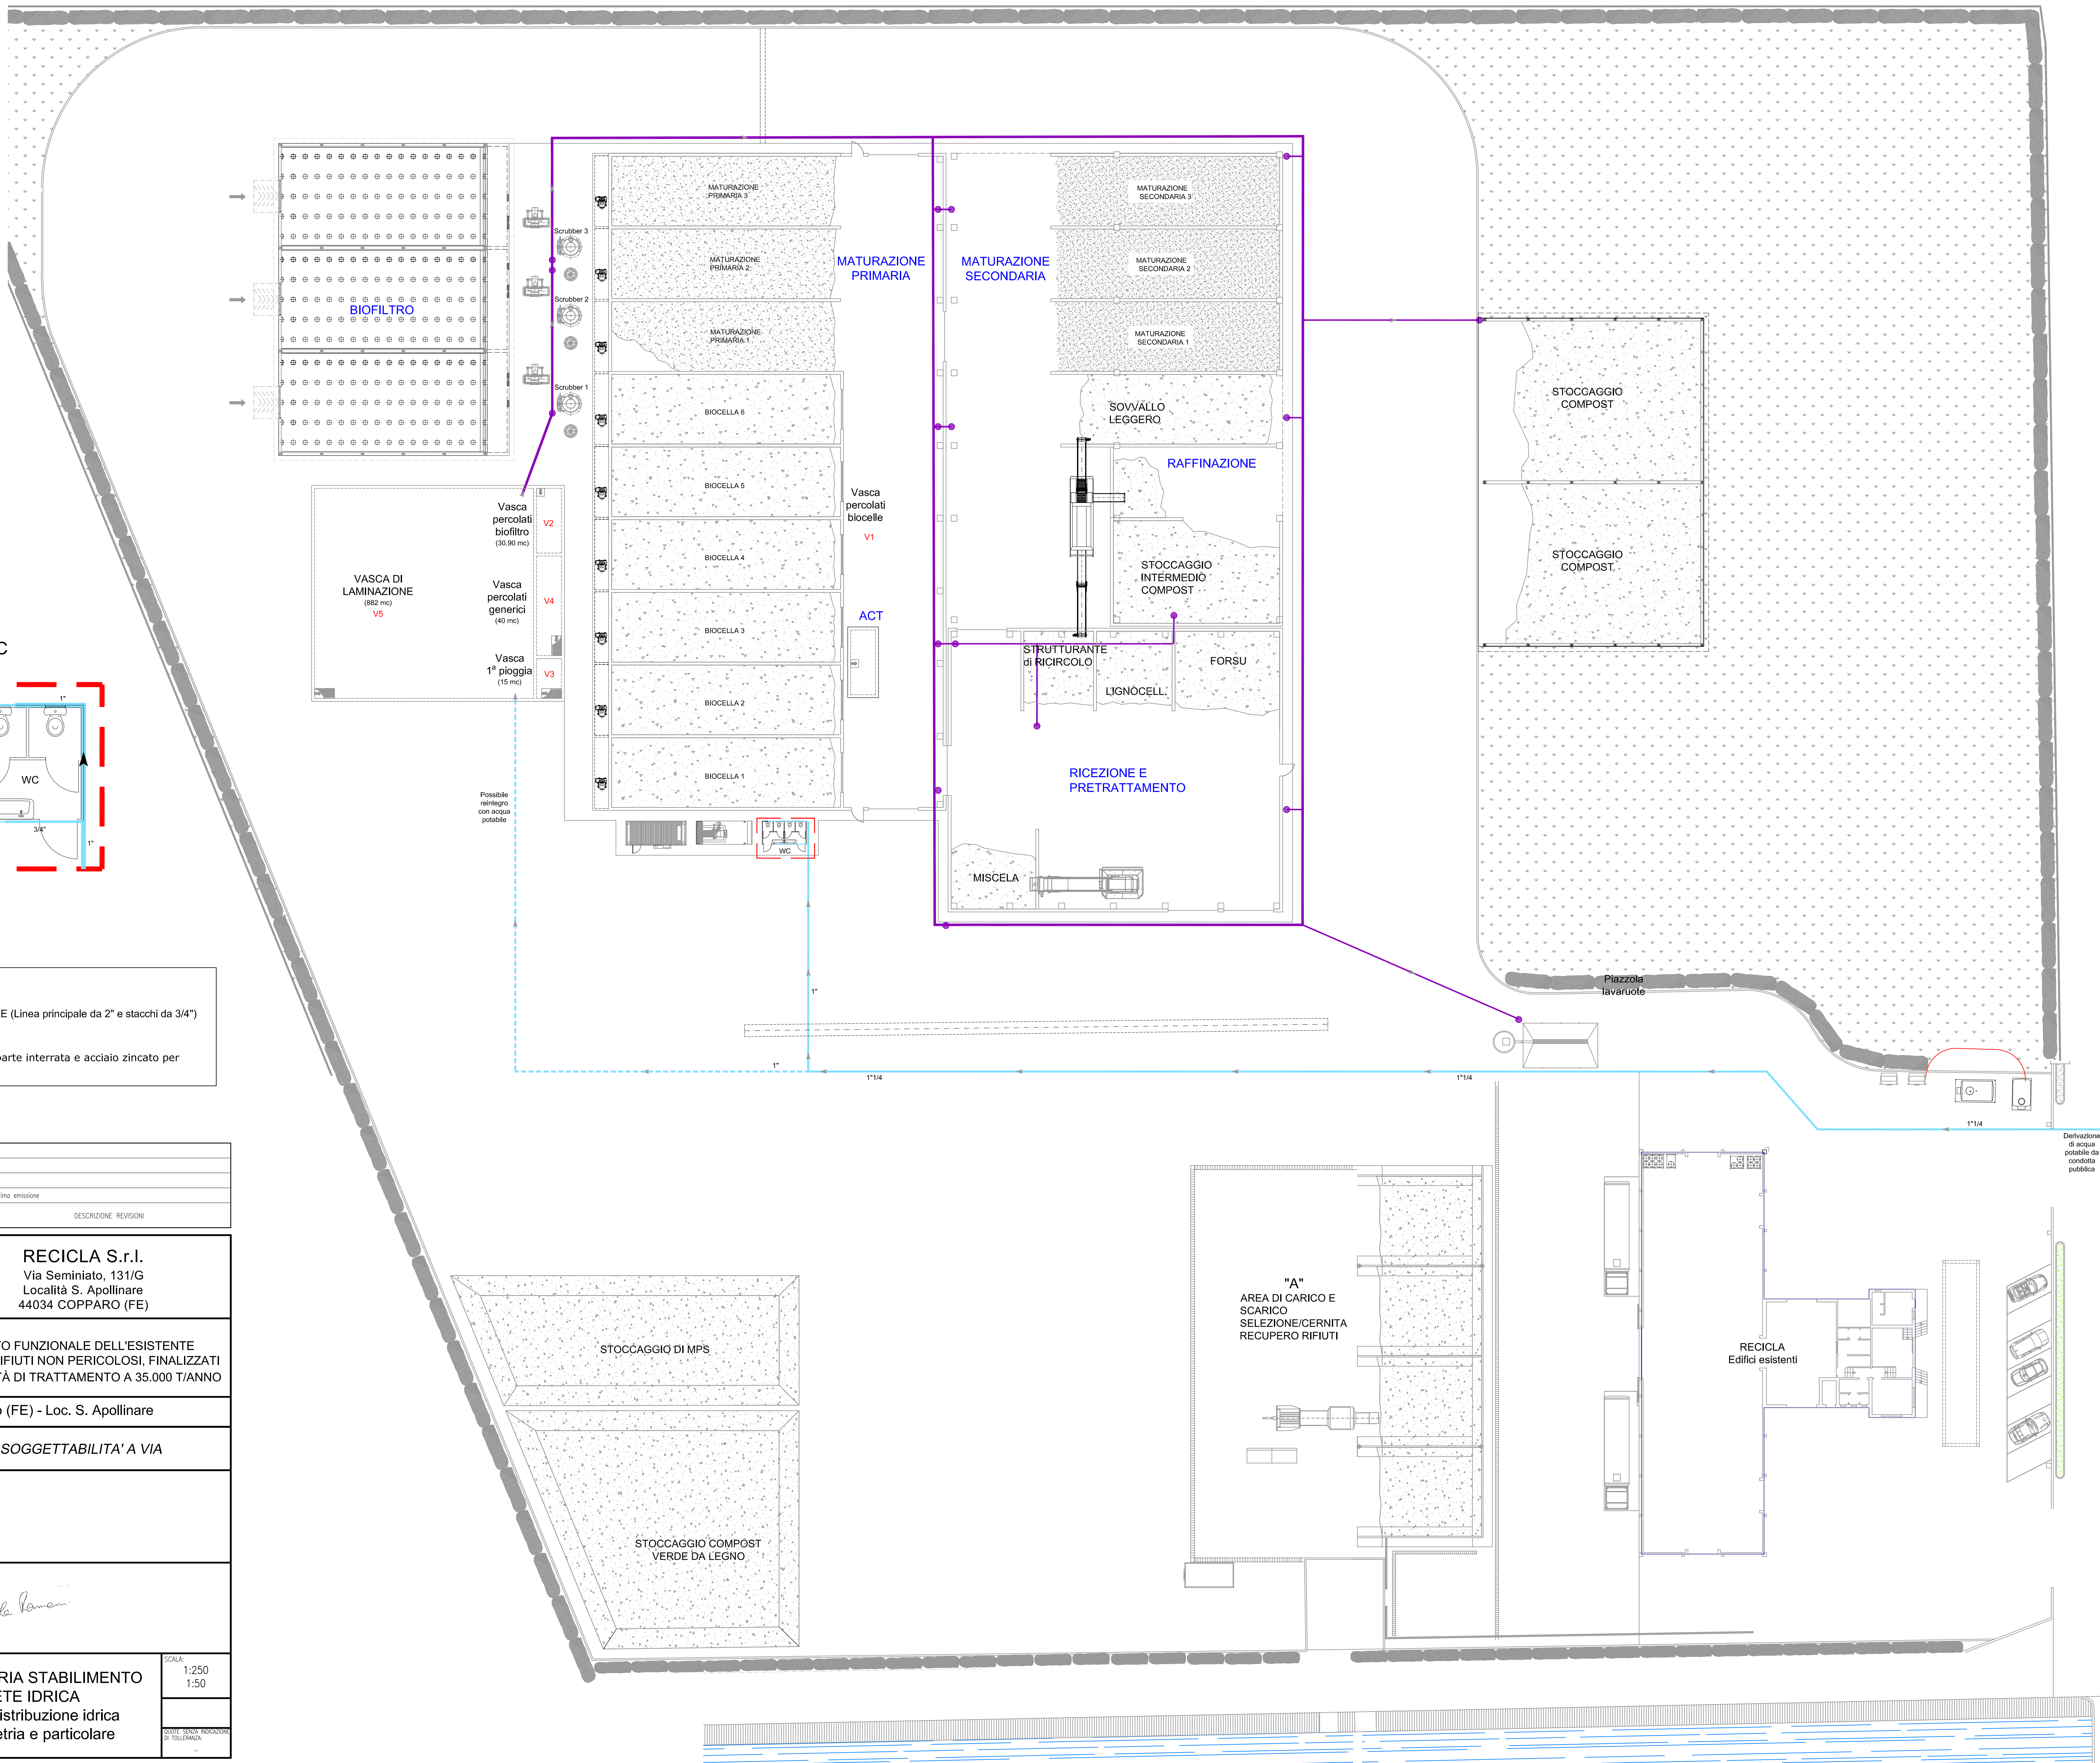 MATURAZIONE
PRIMARIA 3
MATURAZIONE
PRIMARIA 2
MATURAZIONE
PRIMARIA 1
MATURAZIONE
PRIMARIA
MATURAZIONE
SECONDARIA
MATURAZIONE
SECONDARIA 3
MATURAZIONE
SECONDARIA 2
MATURAZIONE
SECONDARIA 1
Scrubber 3
Scrubber 2
Scrubber 1
BIOFILTRO
BIOCELLA 6
BIOCELLA 5
BIOCELLA 4
BIOCELLA 3
BIOCELLA 2
BIOCELLA 1
SOVVALLO
LEGGERO
RAFFINAZIONE
STOCCAGGIO
COMPOST
STOCCAGGIO
COMPOST
Vasca
percolati
biocelle
V1
Vasca
percolati
biofiltro
(30,90 mc)
V2
VASCA DI
LAMINAZIONE
(882 mc)
V5
Vasca
percolati
generici
(40 mc)
V4
Vasca
1ª pioggia
(15 mc)
V3
ACT
STOCCAGGIO
INTERMEDIO
COMPOST
STRUTTURANTE
di RICIRCOLO
LIGNOCELL.
FORSU
RICEZIONE E
PRETRATTAMENTO
MISCELA
Possibile
reintegro
con acqua
potabile
WC
C
1"
WC
3/4"
1"
1"
1"
1"1/4
1"1/4
1"1/4
Piazzola
lavaruote
Derivazione
di acqua
potabile da
condotta
pubblica
E (Linea principale da 2" e stacchi da 3/4")
parte interrata e acciaio zincato per
rima emissione
DESCRIZIONE REVISIONI
RECICLA S.r.l.
Via Seminiato, 131/G
Località S. Apollinare
44034 COPPARO (FE)
TO FUNZIONALE DELL'ESISTENTE
IFIUTI NON PERICOLOSI, FINALIZZATI
TÀ DI TRATTAMENTO A 35.000 T/ANNO
o (FE) - Loc. S. Apollinare
SOGGETTABILITA' A VIA
RIA STABILIMENTO
ETE IDRICA
istribuzione idrica
etria e particolare
SCALA:
1:250
1:50
QUOTE SENZA INDICAZIONE
DI TOLLERANZA:
-
STOCCAGGIO DI MPS
STOCCAGGIO COMPOST
VERDE DA LEGNO
"A"
AREA DI CARICO E
SCARICO
SELEZIONE/CERNITA
RECUPERO RIFIUTI
RECICLA
Edifici esistenti